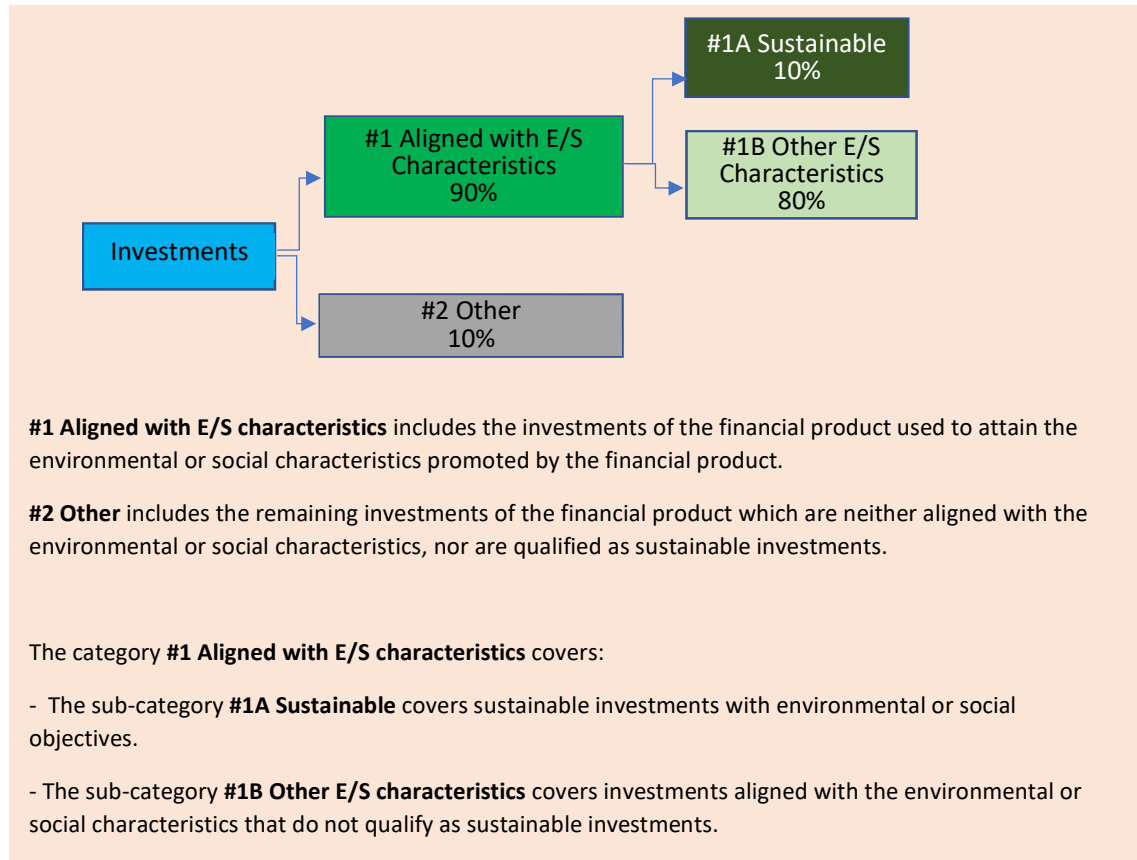 #1A Sustainable
10%
#1 Aligned with E/S
Characteristics
90%
#1B Other E/S
Characteristics
80%
Investments
#2 Other
10%
#1 Aligned with E/S characteristics includes the investments of the financial product used to attain the
environmental or social characteristics promoted by the financial product.
#2 Other includes the remaining investments of the financial product which are neither aligned with the
environmental or social characteristics, nor are qualified as sustainable investments.
The category #1 Aligned with E/S characteristics covers:
- The sub-category #1A Sustainable covers sustainable investments with environmental or social
objectives.
- The sub-category #1B Other E/S characteristics covers investments aligned with the environmental or
social characteristics that do not qualify as sustainable investments.